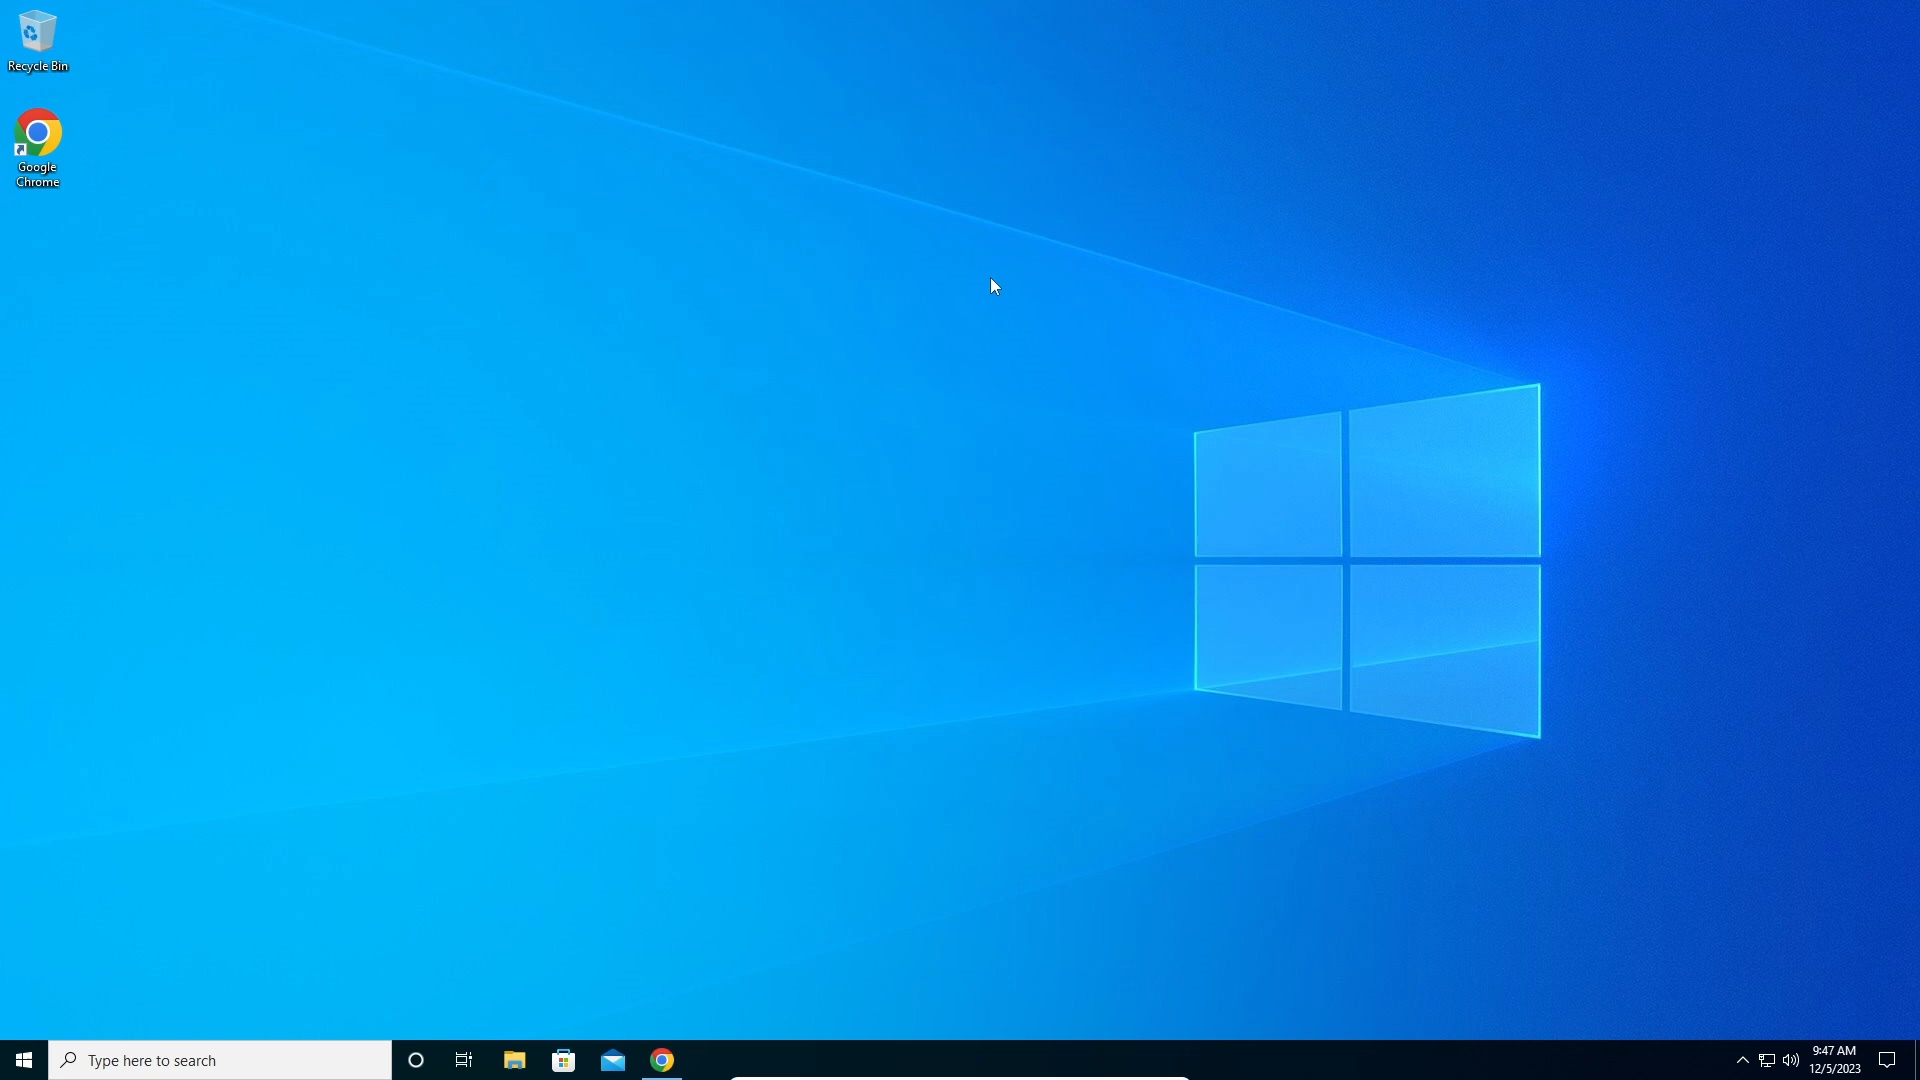 Recycle Bin
Google
Chrome
Type here to search
9:47 AM
12/5/2023